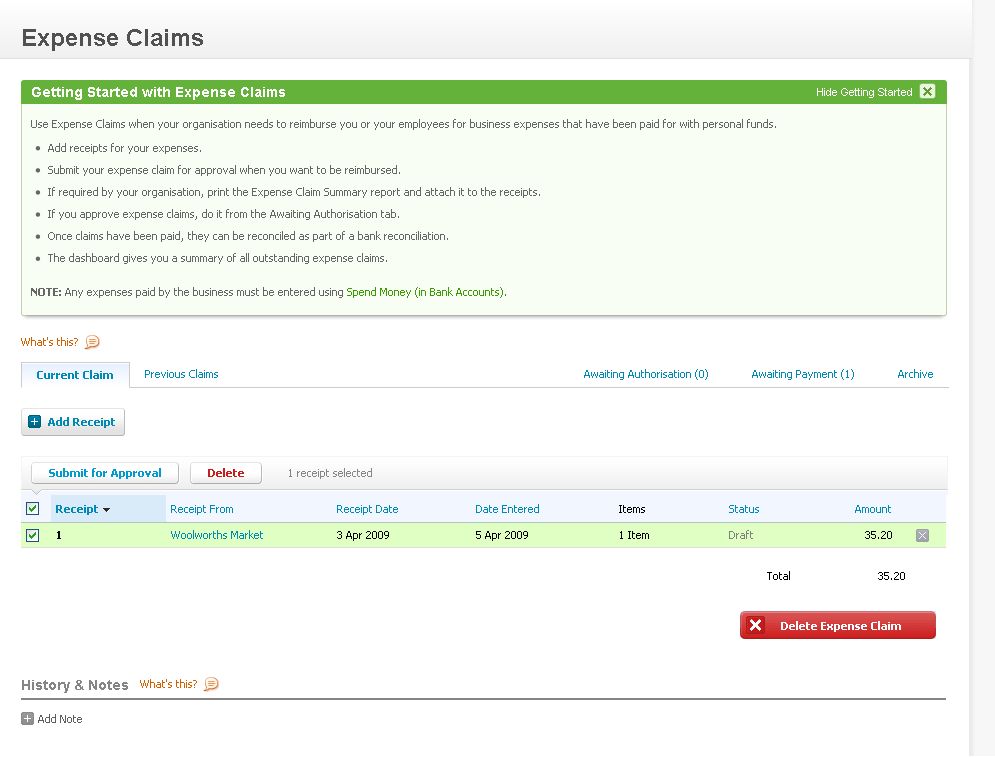 Expense Claims
Getting Started with Expense Claims Hide Getting Started
Use Expense Claims when your organisation needs to reimburse you or your employees for business expenses that have been paid for with personal funds.
Add receipts for your expenses.
Submit your expense claim for approval when you want to be reimbursed.
If required by your organisation, print the Expense Claim Summary report and attach it to the receipts.
If you approve expense claims, do it from the Awaiting Authorisation tab.
Once claims have been paid, they can be reconciled as part of a bank reconciliation.
The dashboard gives you a summary of all outstanding expense claims.
NOTE: Any expenses paid by the business must be entered using Spend Money (in Bank Accounts).
What's this?
Current Claim Previous Claims Awaiting Authorisation (0) Awaiting Payment (1) Archive
Add Receipt
Submit for Approval Delete 1 receipt selected
Receipt Receipt From Receipt Date Date Entered Items Status Amount
1 Woolworths Market 3 Apr 2009 5 Apr 2009 1 Item Draft 35.20
Total 35.20
Delete Expense Claim
History & Notes What's this?
Add Note